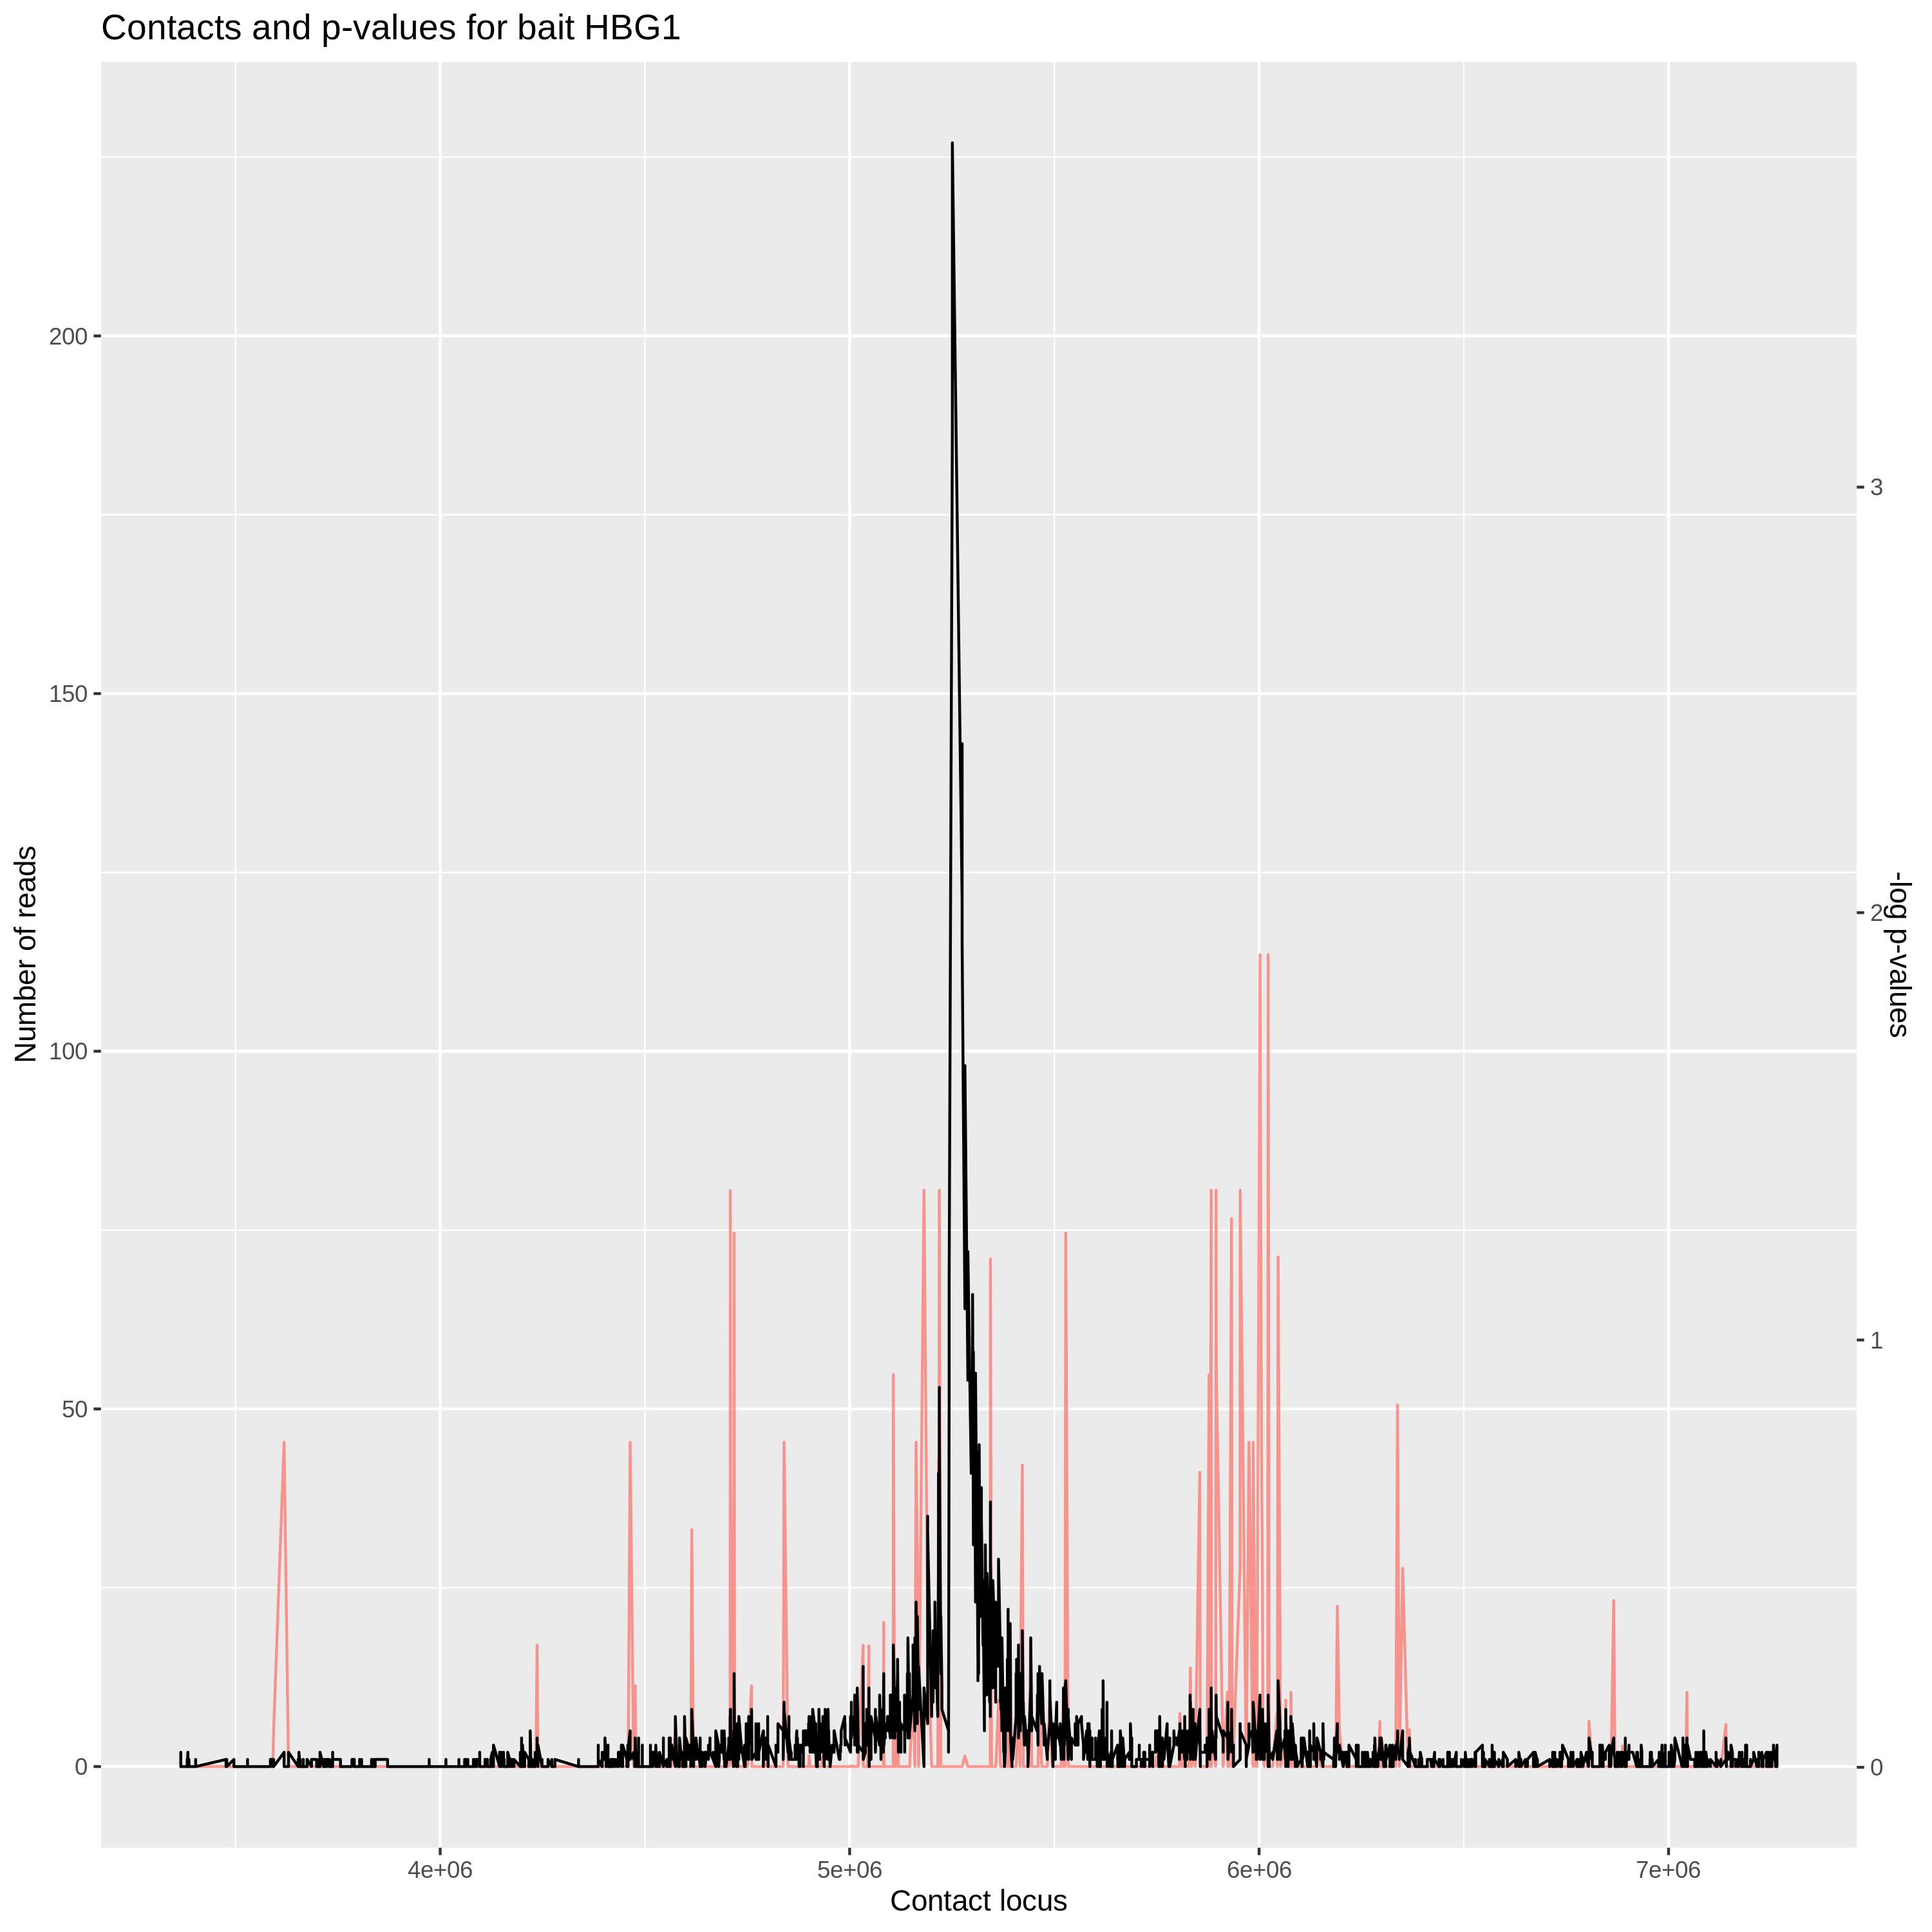 Contacts and p-values for bait HBG1
Number of reads
200
150
100
50
0
3
2
1
0
-log p-values
4e+06 5e+06 6e+06 7e+06
Contact locus